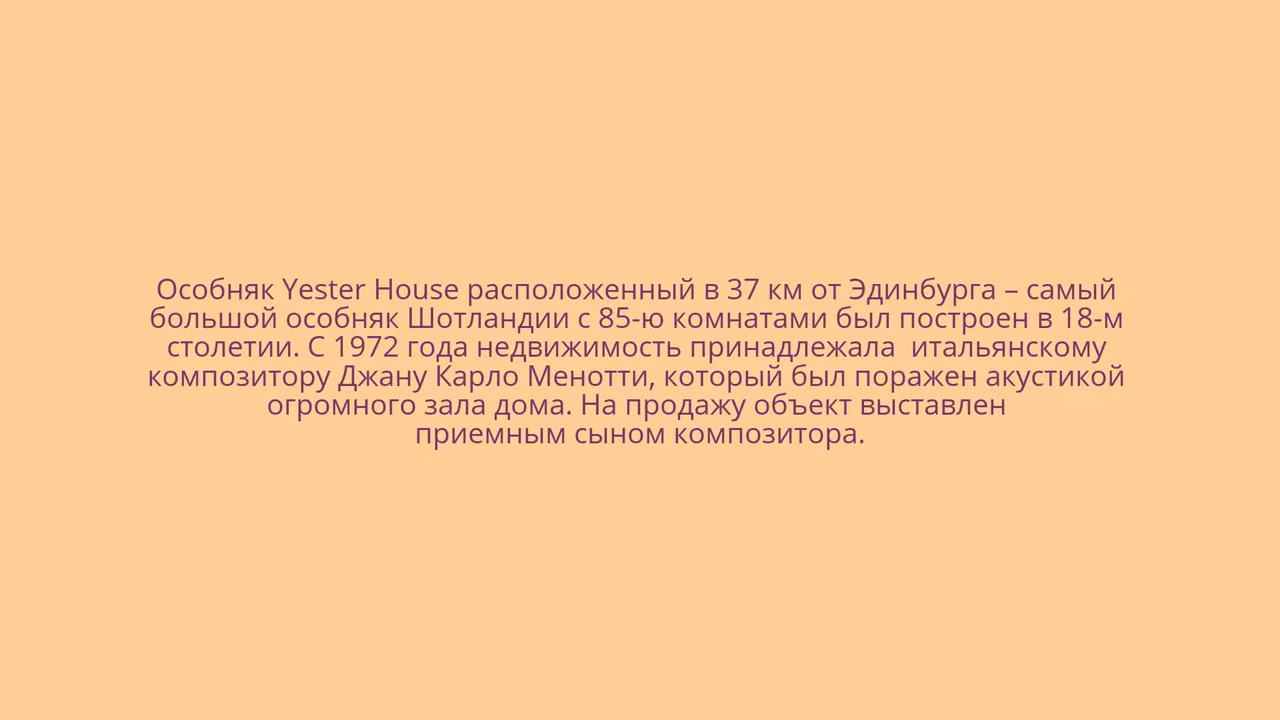 Особняк Yester House расположенный в 37 км от Эдинбурга – самый
большой особняк Шотландии с 85-ю комнатами был построен в 18-м
столетии. С 1972 года недвижимость принадлежала  итальянскому
композитору Джану Карло Менотти, который был поражен акустикой
огромного зала дома. На продажу объект выставлен
приемным сыном композитора.